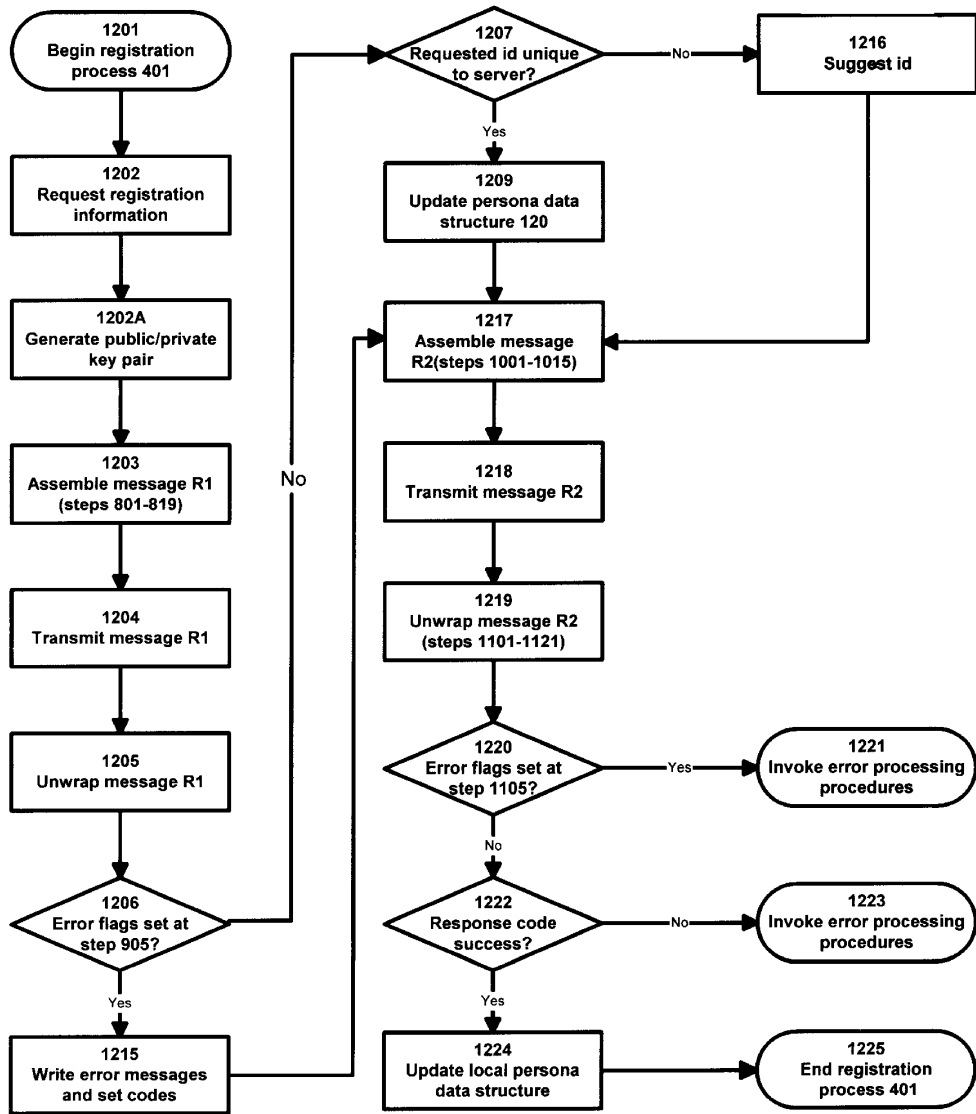 1201
Begin registration
process 401
1202
Request registration
information
1202A
Generate public/private
key pair
1203
Assemble message R1
(steps 801-819)
1204
Transmit message R1
1205
Unwrap message R1
1206
Error flags set at
step 905?
Yes
1215
Write error messages
and set codes
No
1207
Requested id unique
to server?
No
1216
Suggest id
Yes
1209
Update persona data
structure 120
1217
Assemble message
R2(steps 1001-1015)
1218
Transmit message R2
1219
Unwrap message R2
(steps 1101-1121)
1220
Error flags set at
step 1105?
Yes
1221
Invoke error processing
procedures
No
1222
Response code
success?
No
1223
Invoke error processing
procedures
Yes
1224
Update local persona
data structure
1225
End registration
process 401